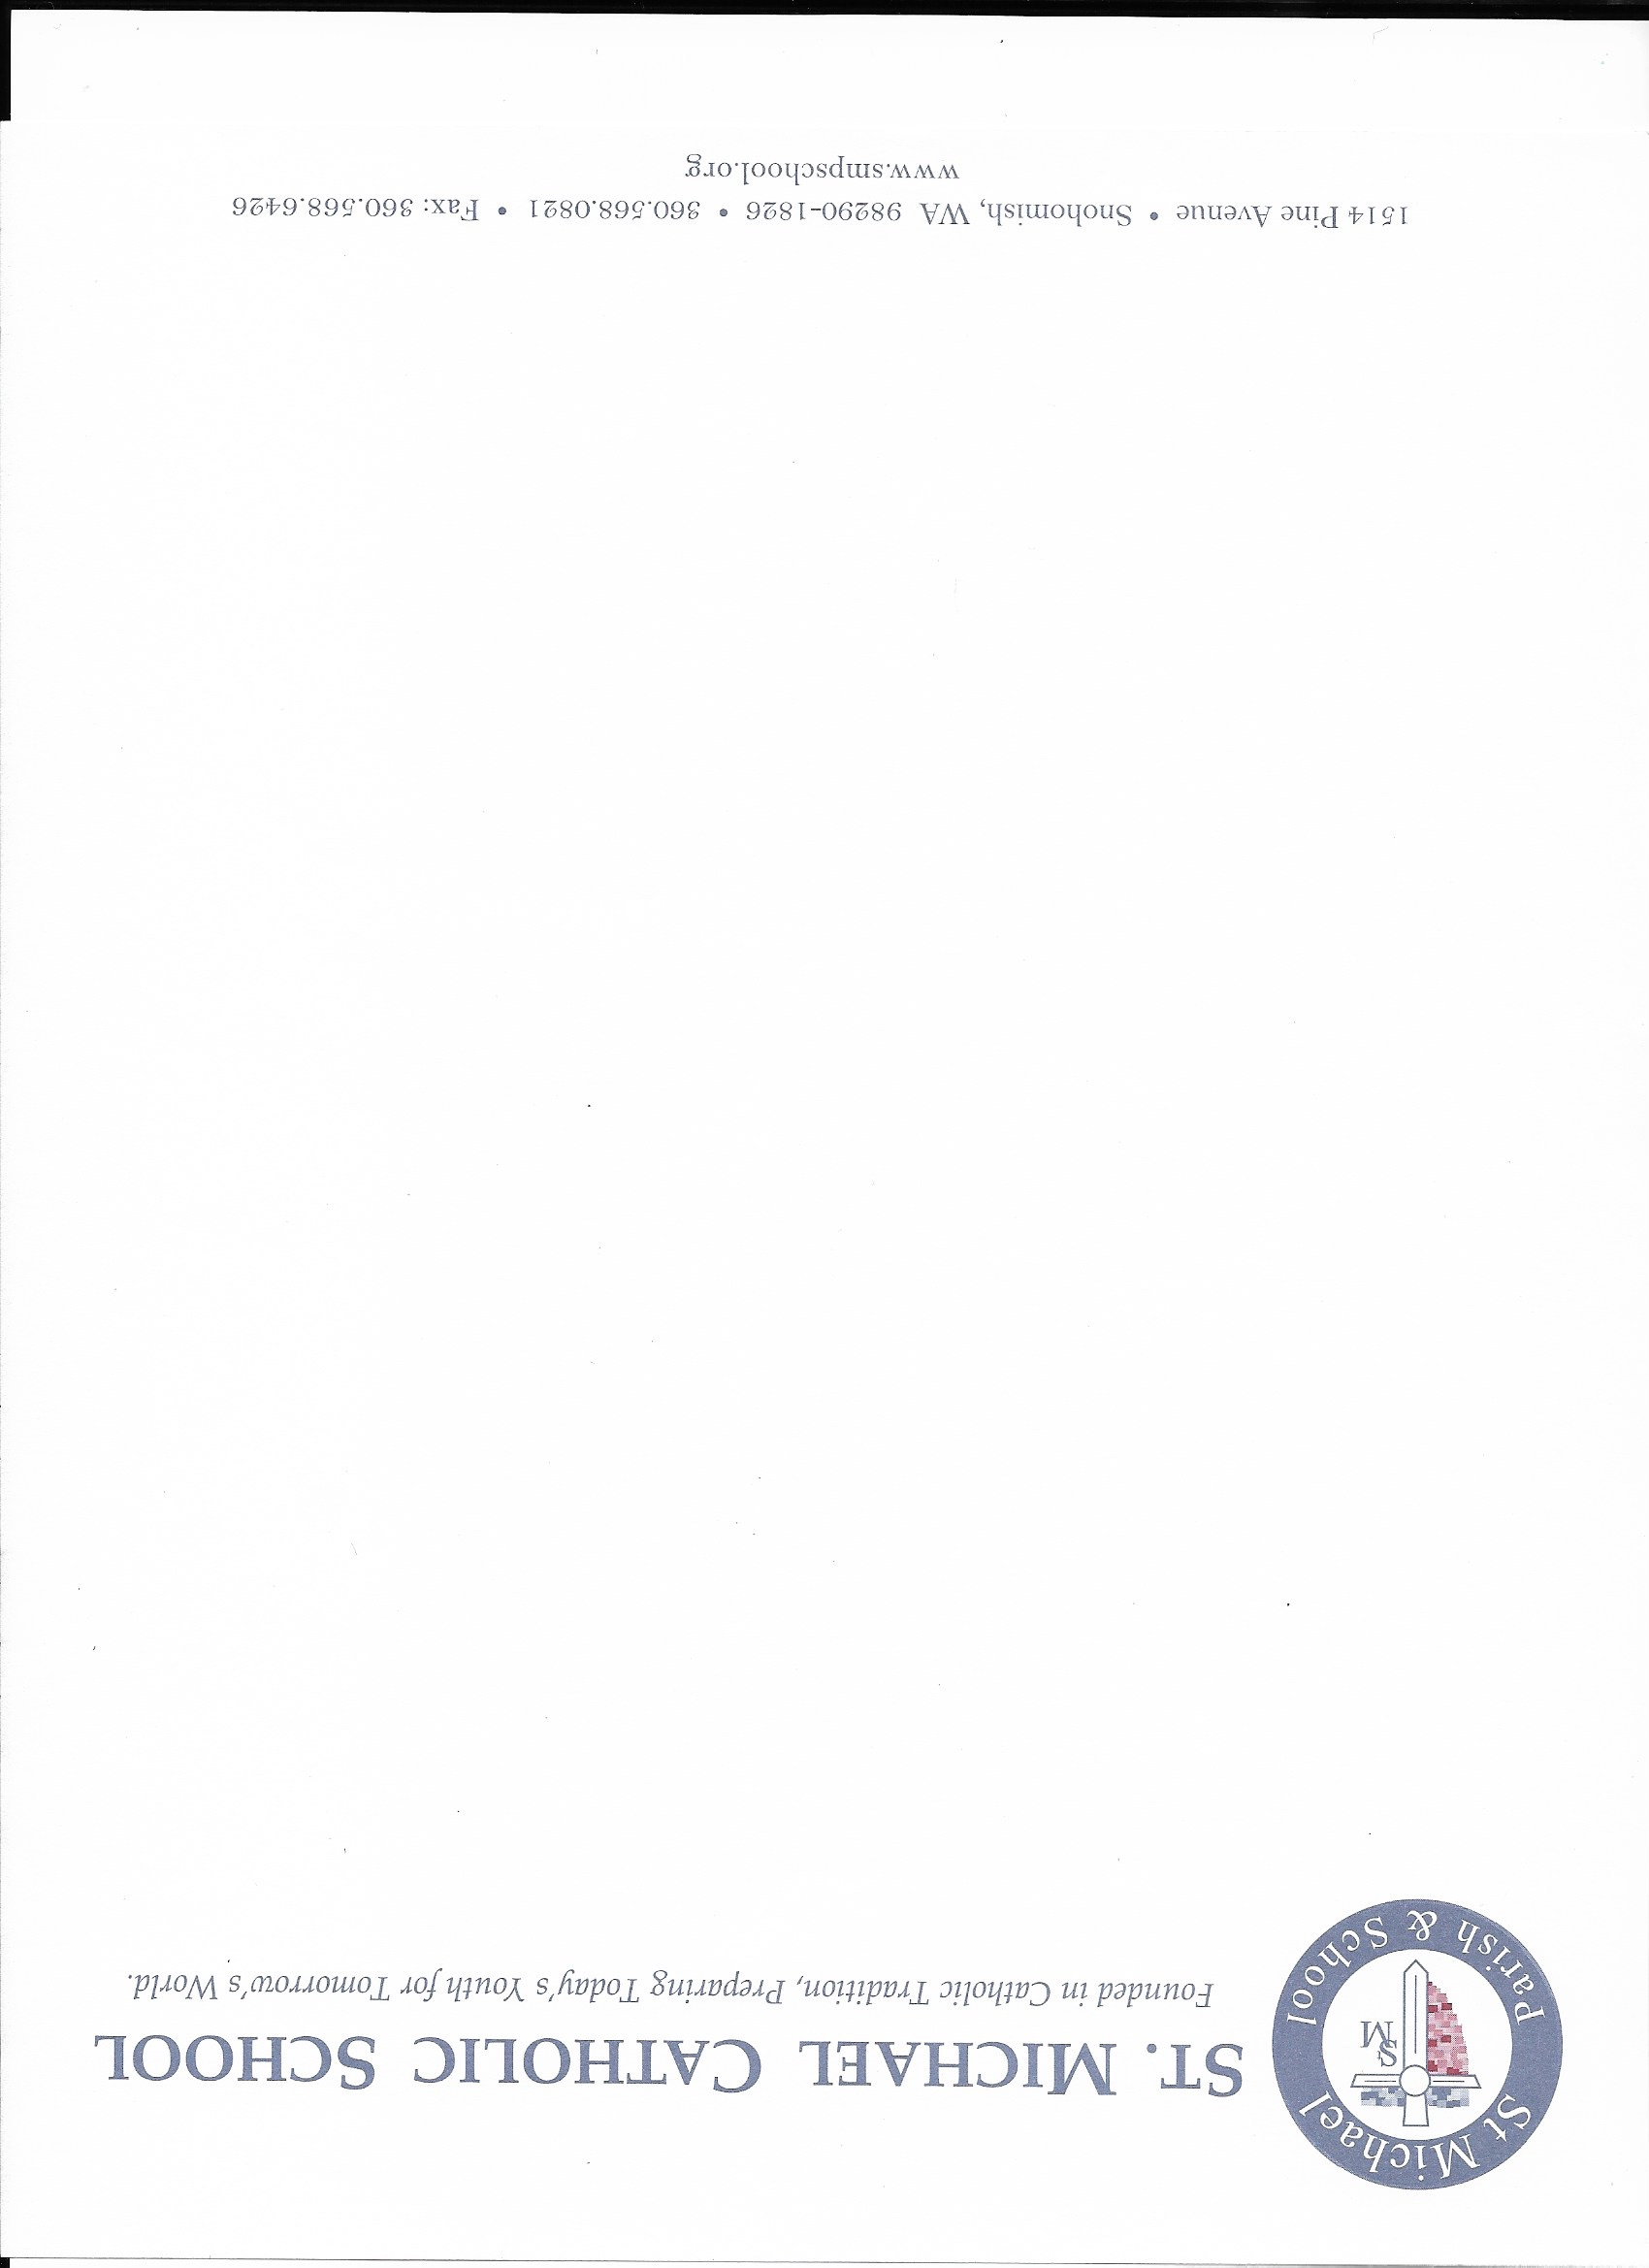 St Michael
Parish & School
SM
ST. MICHAEL CATHOLIC SCHOOL
Founded in Catholic Tradition, Preparing Today's Youth for Tomorrow's World.
1514 Pine Avenue • Snohomish, WA 98290-1826 • 360.568.0821 • Fax: 360.568.6426
www.smpschool.org